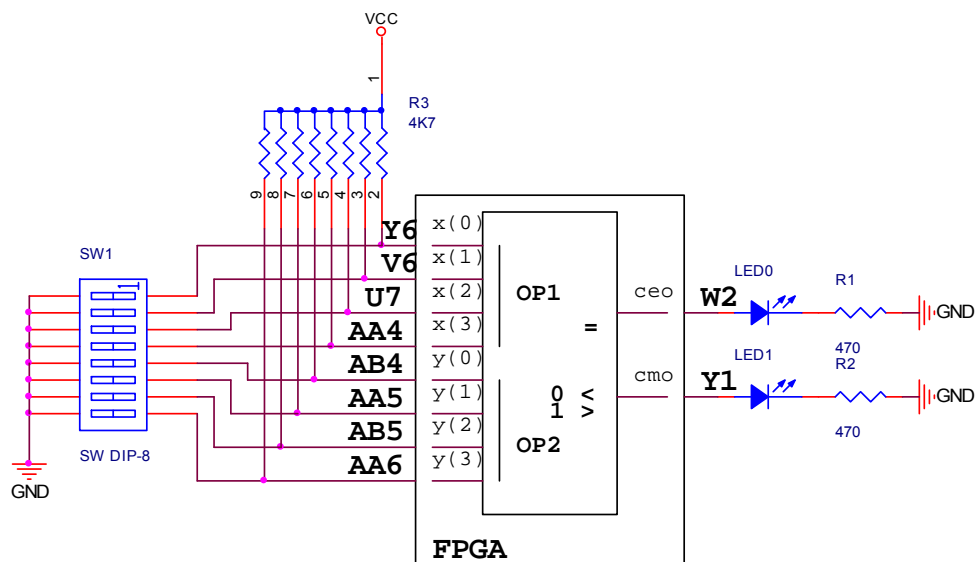 VCC
1
R3
4K7
9
8
7
6
5
4
3
2
SW1
1
SW DIP-8
GND
Y6
V6
U7
AA4
AB4
AA5
AB5
AA6
x(0)
x(1)
x(2)
x(3)
y(0)
y(1)
y(2)
y(3)
OP1
=
0 <
1 >
OP2
ceo
cmo
FPGA
W2
Y1
LED0
R1
470
GND
LED1
R2
470
GND